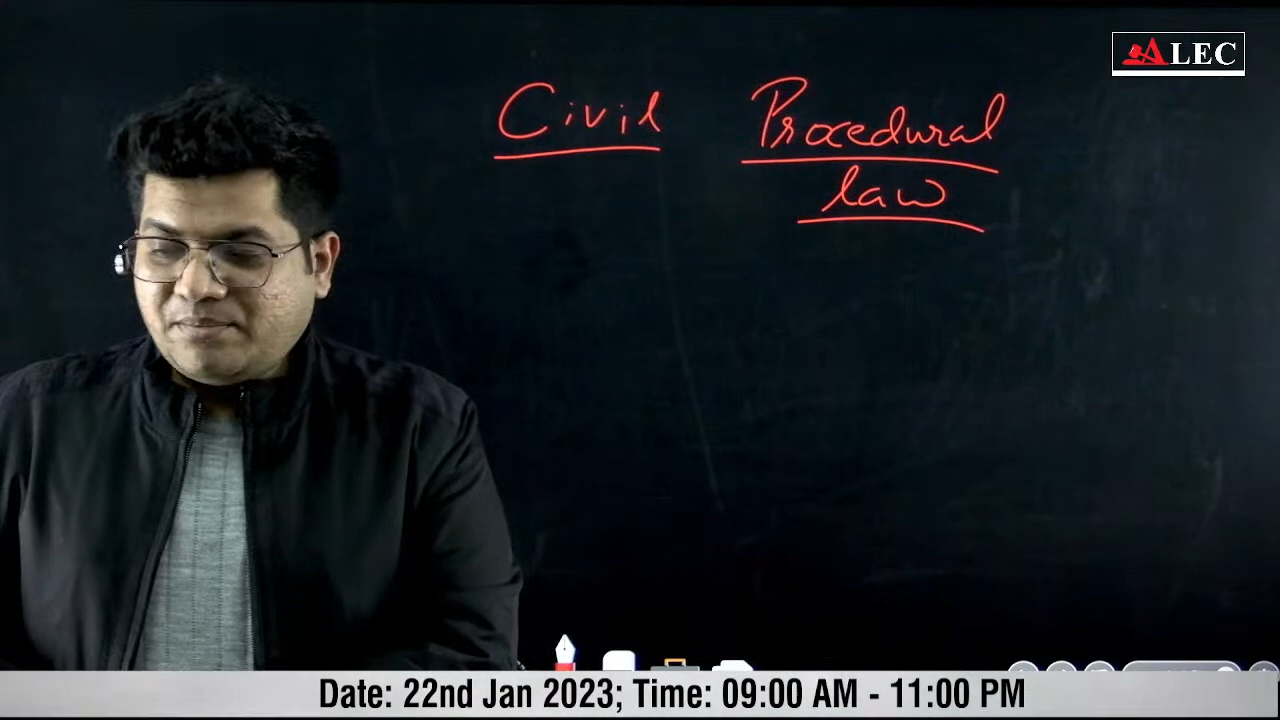 ALEC
Civil Procedural
law
Date: 22nd Jan 2023; Time: 09:00 AM - 11:00 PM